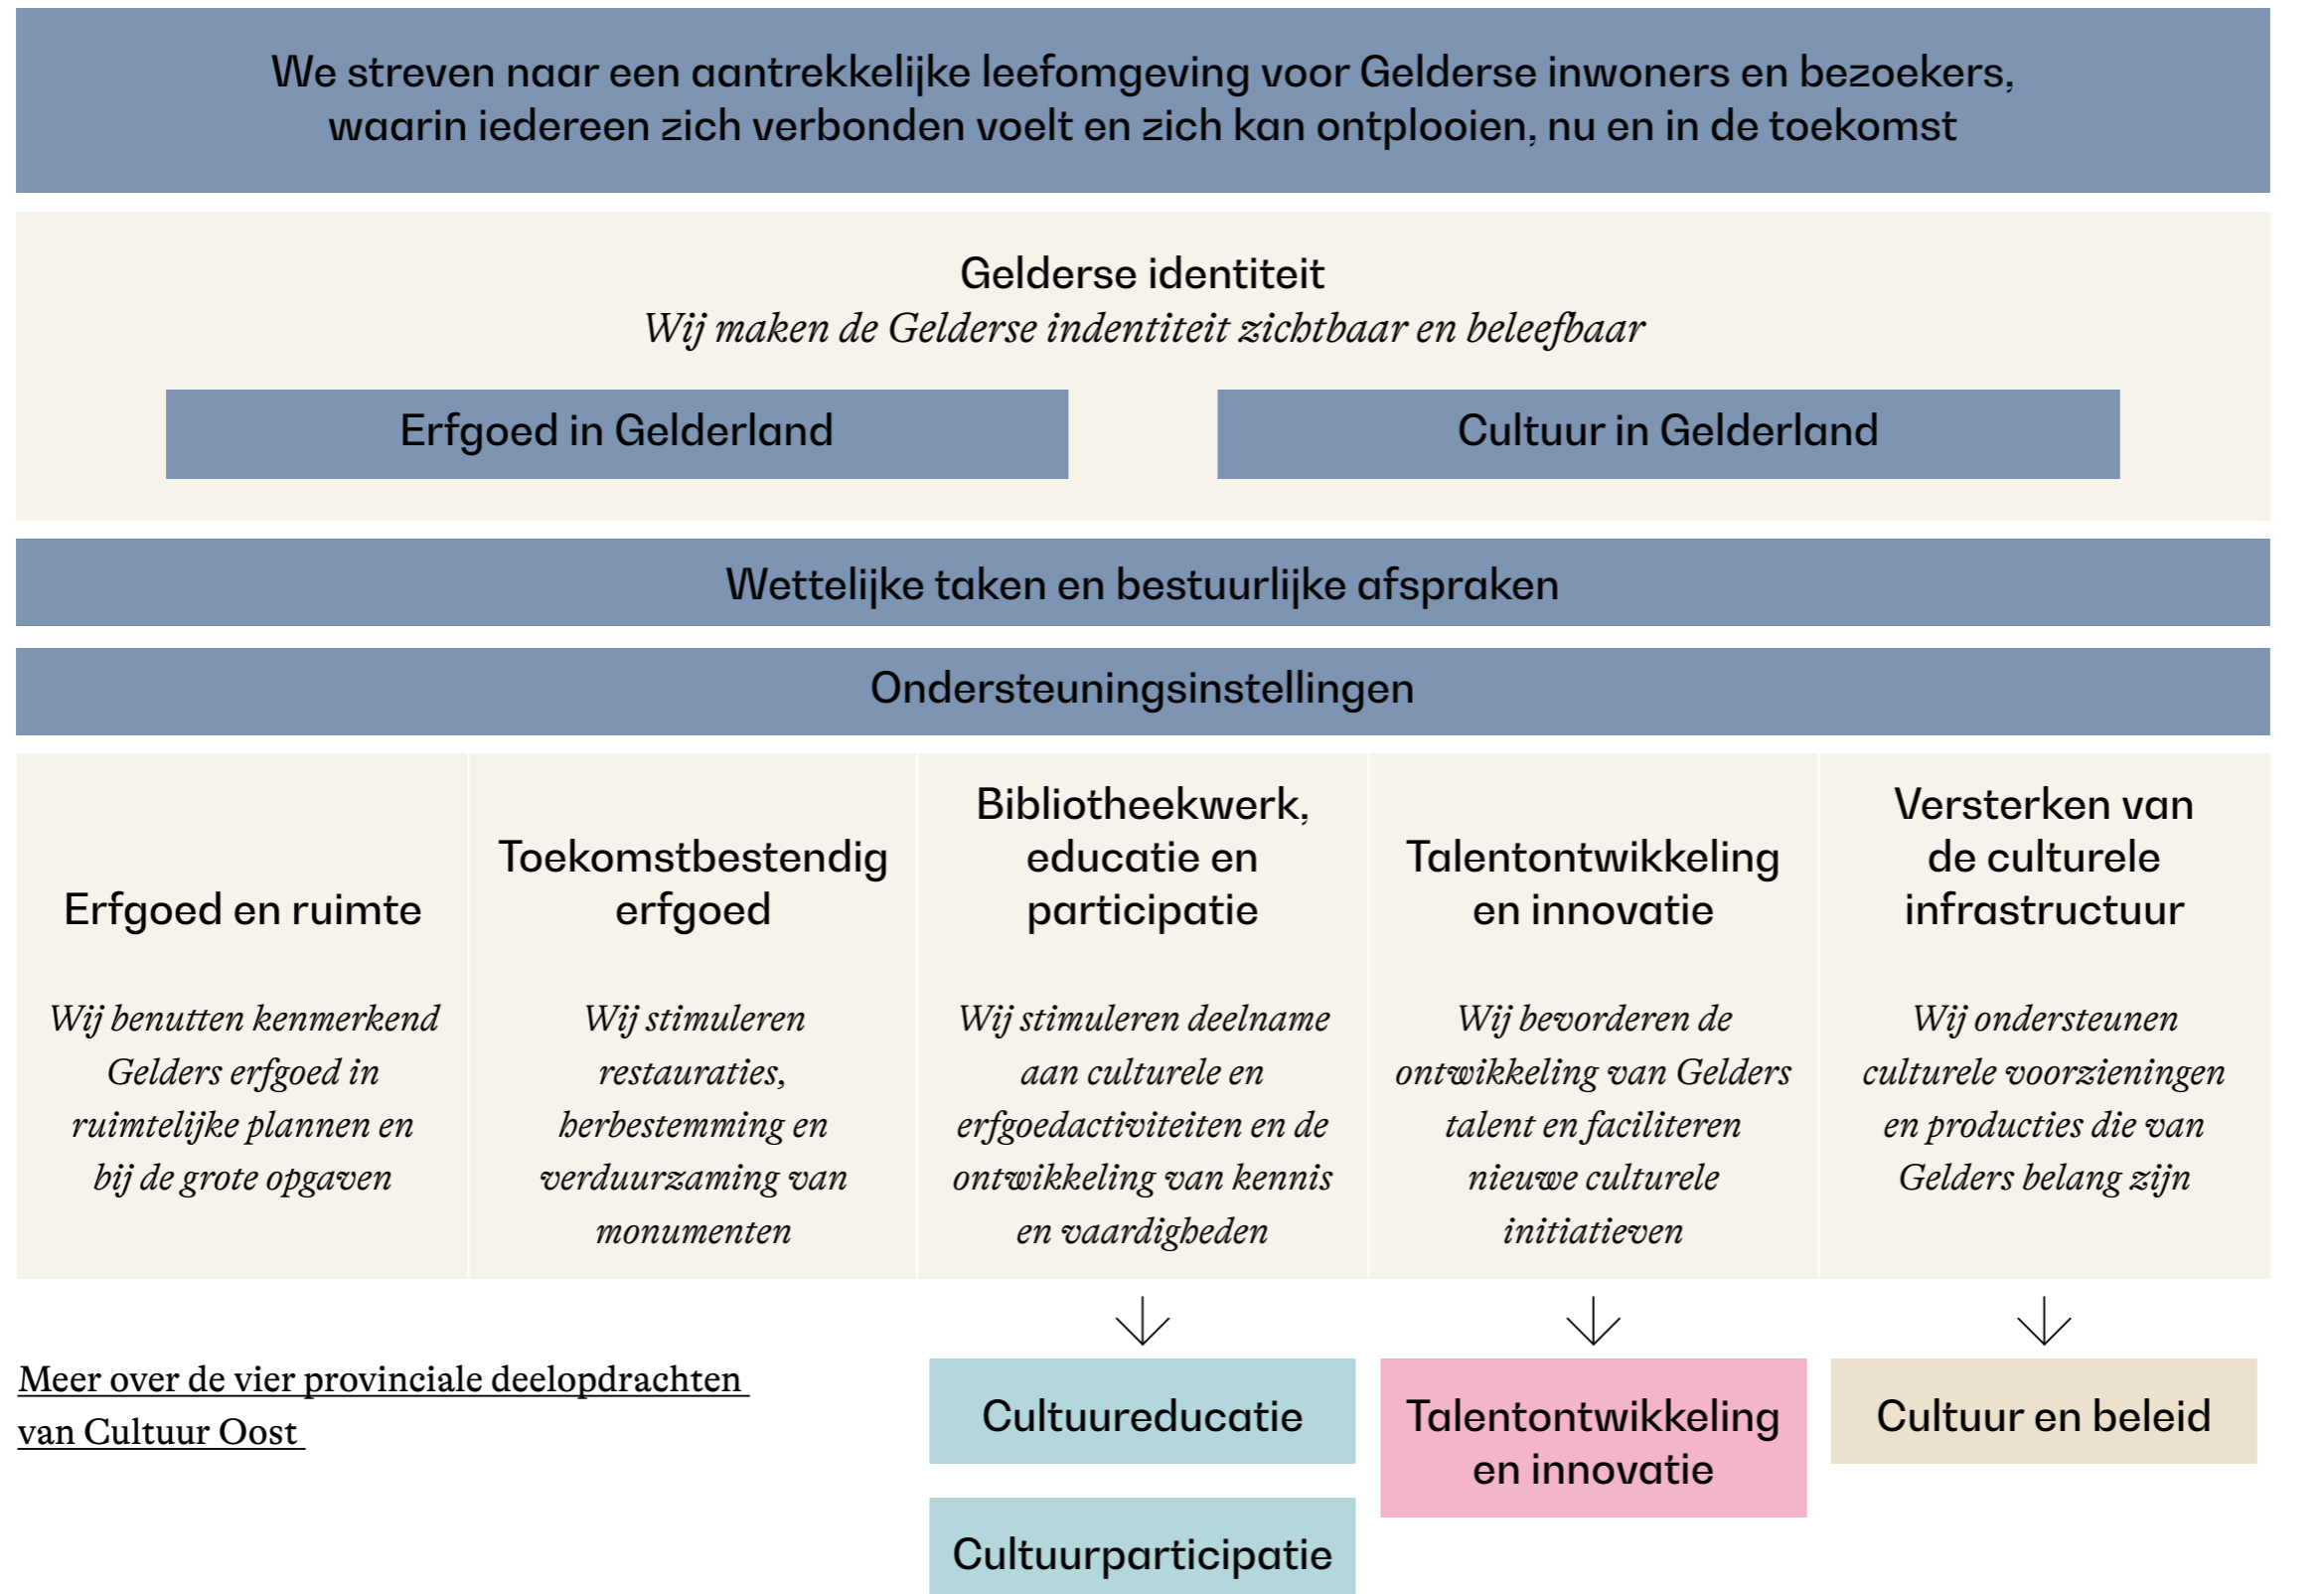 We streven naar een aantrekkelijke leefomgeving voor Gelderse inwoners en bezoekers,
waarin iedereen zich verbonden voelt en zich kan ontplooien, nu en in de toekomst
Gelderse identiteit
Wij maken de Gelderse indentiteit zichtbaar en beleefbaar
Erfgoed in Gelderland
Cultuur in Gelderland
Wettelijke taken en bestuurlijke afspraken
Ondersteuningsinstellingen
Erfgoed en ruimte
Wij benutten kenmerkend
Gelders erfgoed in
ruimtelijke plannen en
bij de grote opgaven
Toekomstbestendig
erfgoed
Wij stimuleren
restauraties,
herbestemming en
verduurzaming van
monumenten
Bibliotheekwerk,
educatie en
participatie
Wij stimuleren deelname
aan culturele en
erfgoedactiviteiten en de
ontwikkeling van kennis
en vaardigheden
Talentontwikkeling
en innovatie
Wij bevorderen de
ontwikkeling van Gelders
talent en faciliteren
nieuwe culturele
initiatieven
Versterken van
de culturele
infrastructuur
Wij ondersteunen
culturele voorzieningen
en producties die van
Gelders belang zijn
Meer over de vier provinciale deelopdrachten
van Cultuur Oost
Cultuureducatie
Cultuurparticipatie
Talentontwikkeling
en innovatie
Cultuur en beleid